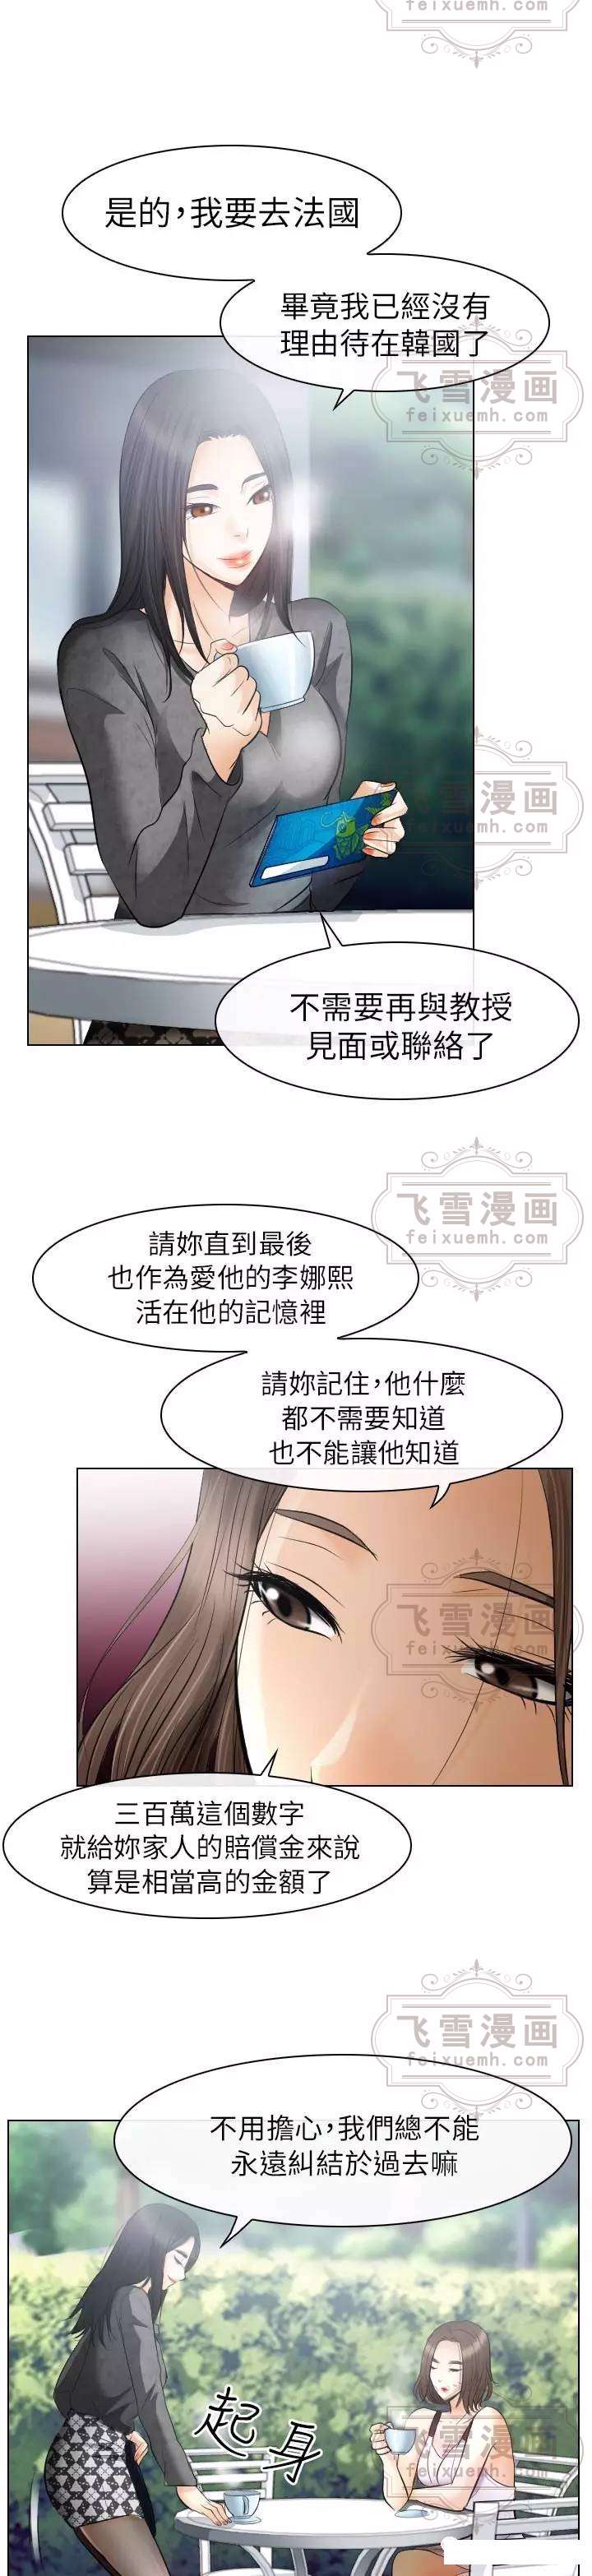 feixuemh.com
是的，我要去法國
畢竟我已經沒有
理由待在韓國了
飞雪漫画
feixuemh.com
飞雪漫画
feixuemh.com
不需要再與教授
見面或聯絡了
飞雪漫画
feixuemh.com
請妳直到最後
也作為愛他的李娜熙
活在他的記憶裡
請妳記住，他什麼
都不需要知道
也不能讓他知道
飞雪漫画
feixuemh.com
三百萬這個數字
就給妳家人的賠償金來說
算是相當高的金額了
飞雪漫画
feixuemh.com
不用擔心，我們總不能
永遠糾結於過去嘛
起身
飞雪漫画
feixuemh.com